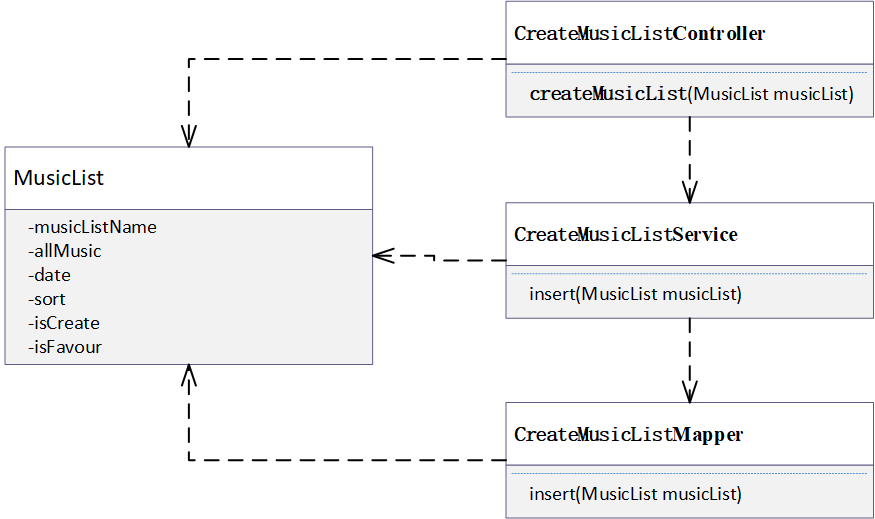 CreateMusicListController
createMusicList(MusicList musicList)
MusicList
-musicListName
-allMusic
-date
-sort
-isCreate
-isFavour
CreateMusicListService
insert(MusicList musicList)
CreateMusicListMapper
insert(MusicList musicList)